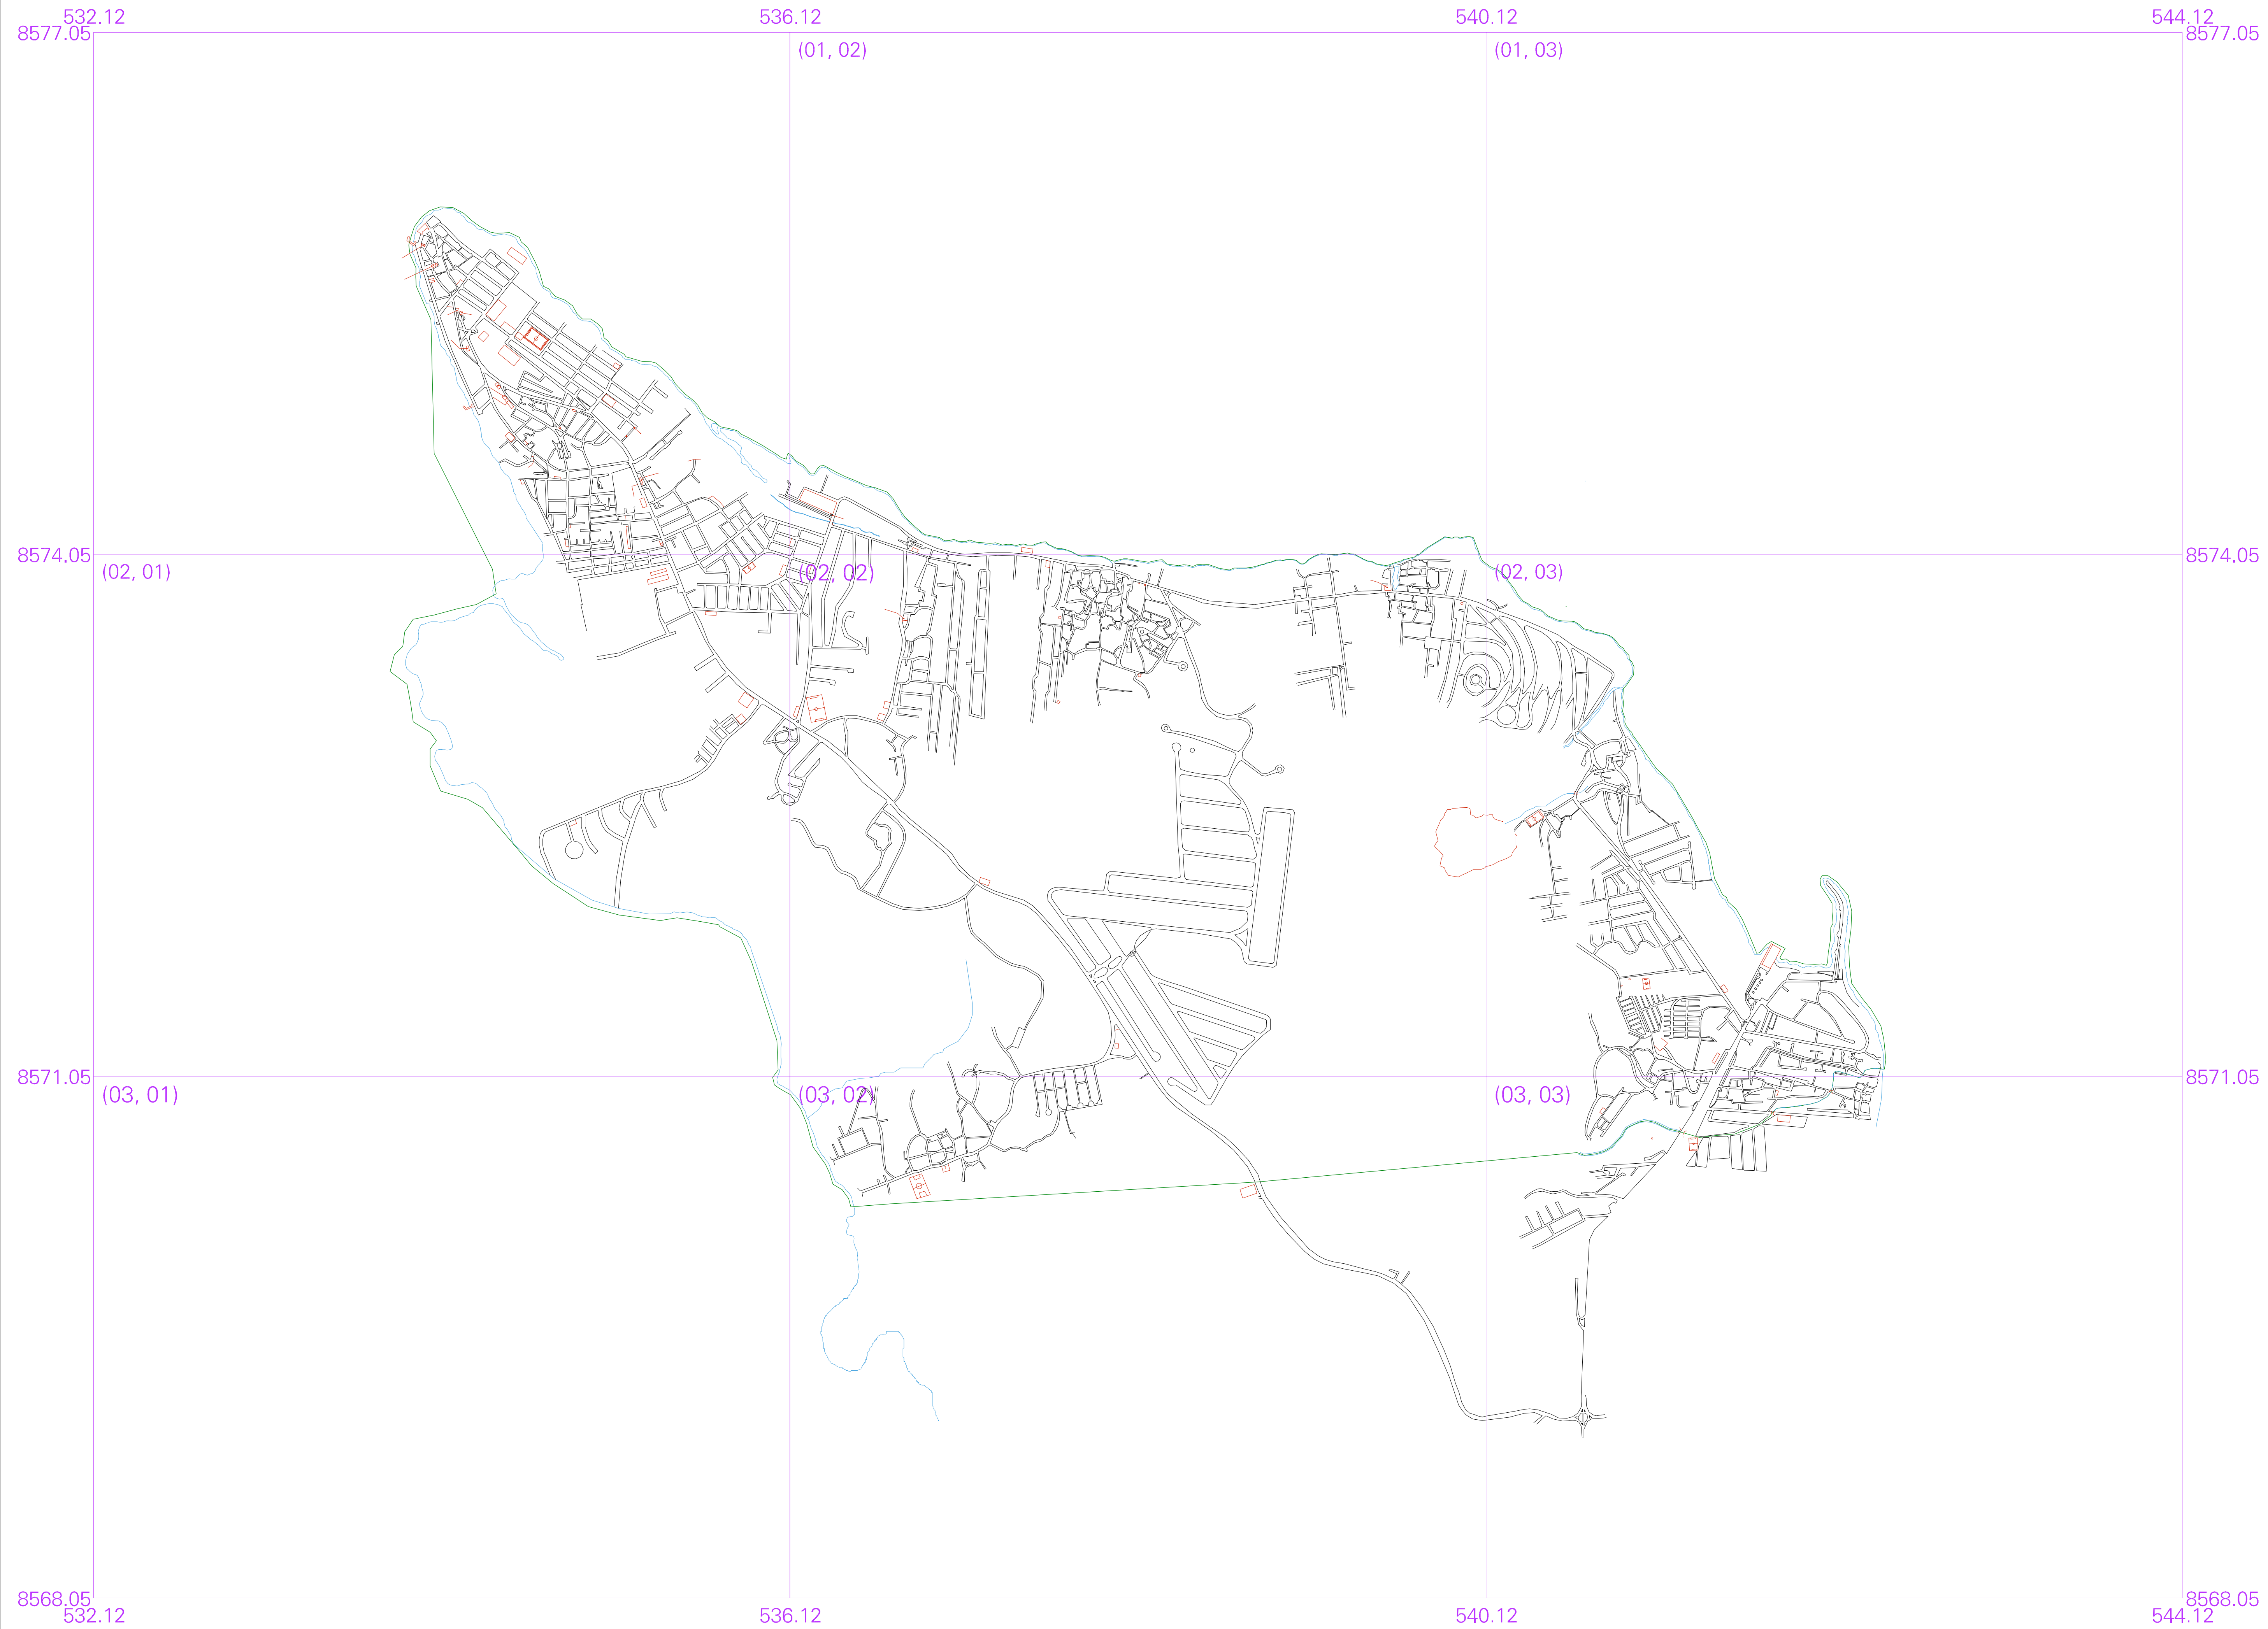 532.12 536.12 540.12 544.12
8577.05 8577.05
(01, 02) (01, 03)
8574.05 8574.05
(02, 01) (02, 02) (02, 03)
8571.05 8571.05
(03, 01) (03, 02) (03, 03)
8568.05 8568.05
532.12 536.12 540.12 544.12